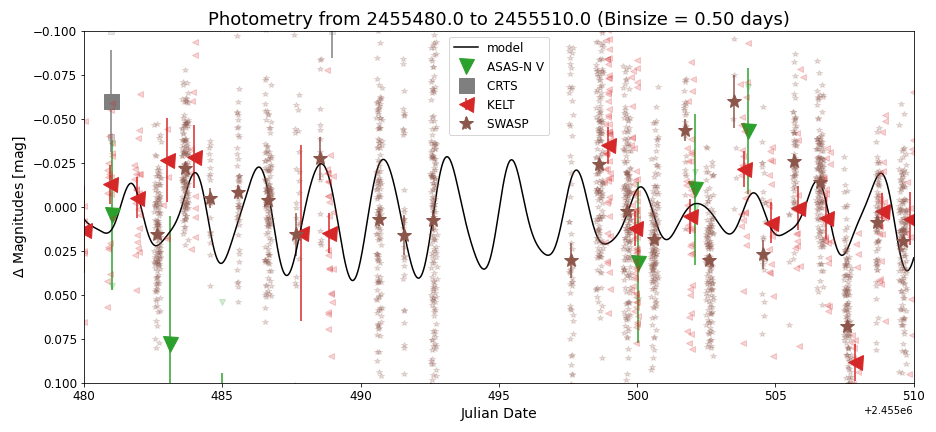 Photometry from 2455480.0 to 2455510.0 (Binsize = 0.50 days)
−0.100
−0.075
−0.050
−0.025
0.000
0.025
0.050
0.075
0.100
Δ Magnitudes [mag]
model
ASAS-N V
CRTS
KELT
SWASP
480 485 490 495 500 505 510
Julian Date
+2.455e6